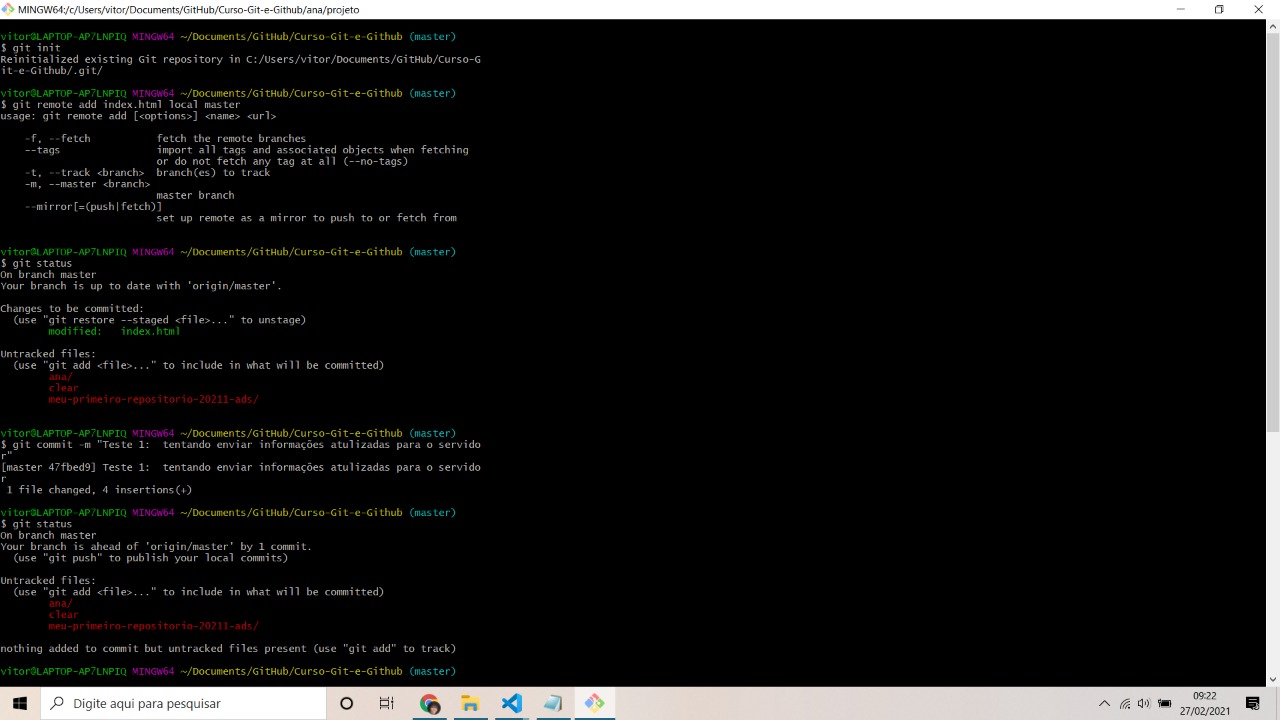 MINGW64:/c/Users/vitor/Documents/GitHub/Curso-Git-e-Github/ana/projeto
vitor@LAPTOP-AP7LNPIQ MINGW64 ~/Documents/GitHub/Curso-Git-e-Github (master)
$ git init
Reinitialized existing Git repository in C:/Users/vitor/Documents/GitHub/Curso-G
it-e-Github/.git/
vitor@LAPTOP-AP7LNPIQ MINGW64 ~/Documents/GitHub/Curso-Git-e-Github (master)
$ git remote add index.html local master
usage: git remote add [<options>] <name> <url>
-f, --fetch fetch the remote branches
--tags import all tags and associated objects when fetching
or do not fetch any tag at all (--no-tags)
-t, --track <branch> branch(es) to track
-m, --master <branch>
master branch
--mirror[=(push|fetch)]
set up remote as a mirror to push to or fetch from
vitor@LAPTOP-AP7LNPIQ MINGW64 ~/Documents/GitHub/Curso-Git-e-Github (master)
$ git status
On branch master
Your branch is up to date with 'origin/master'.
Changes to be committed:
(use "git restore --staged <file>..." to unstage)
modified: index.html
Untracked files:
(use "git add <file>..." to include in what will be committed)
ana/
clear
meu-primeiro-repositorio-20211-ads/
vitor@LAPTOP-AP7LNPIQ MINGW64 ~/Documents/GitHub/Curso-Git-e-Github (master)
$ git commit -m "Teste 1:  tentando enviar informações atulizadas para o servido
r"
[master 47fbed9] Teste 1:  tentando enviar informações atulizadas para o servido
r
1 file changed, 4 insertions(+)
vitor@LAPTOP-AP7LNPIQ MINGW64 ~/Documents/GitHub/Curso-Git-e-Github (master)
$ git status
On branch master
Your branch is ahead of 'origin/master' by 1 commit.
(use "git push" to publish your local commits)
Untracked files:
(use "git add <file>..." to include in what will be committed)
ana/
clear
meu-primeiro-repositorio-20211-ads/
nothing added to commit but untracked files present (use "git add" to track)
vitor@LAPTOP-AP7LNPIQ MINGW64 ~/Documents/GitHub/Curso-Git-e-Github (master)
Digite aqui para pesquisar
09:22
27/02/2021